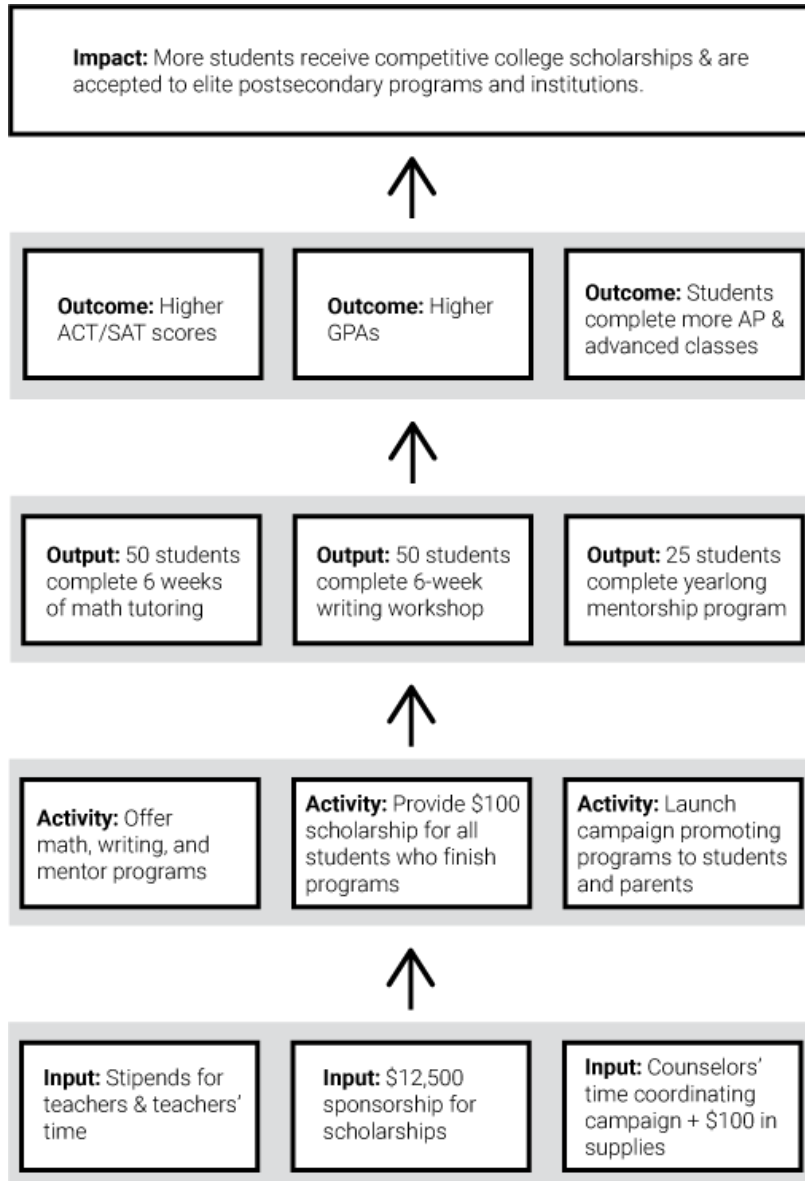 Impact: More students receive competitive college scholarships & are
accepted to elite postsecondary programs and institutions.
Outcome: Higher
ACT/SAT scores
Outcome: Higher
GPAs
Outcome: Students
complete more AP &
advanced classes
Output: 50 students
complete 6 weeks
of math tutoring
Output: 50 students
complete 6-week
writing workshop
Output: 25 students
complete yearlong
mentorship program
Activity: Offer
math, writing, and
mentor programs
Activity: Provide $100
scholarship for all
students who finish
programs
Activity: Launch
campaign promoting
programs to students
and parents
Input: Stipends for
teachers & teachers’
time
Input: $12,500
sponsorship for
scholarships
Input: Counselors’
time coordinating
campaign + $100 in
supplies